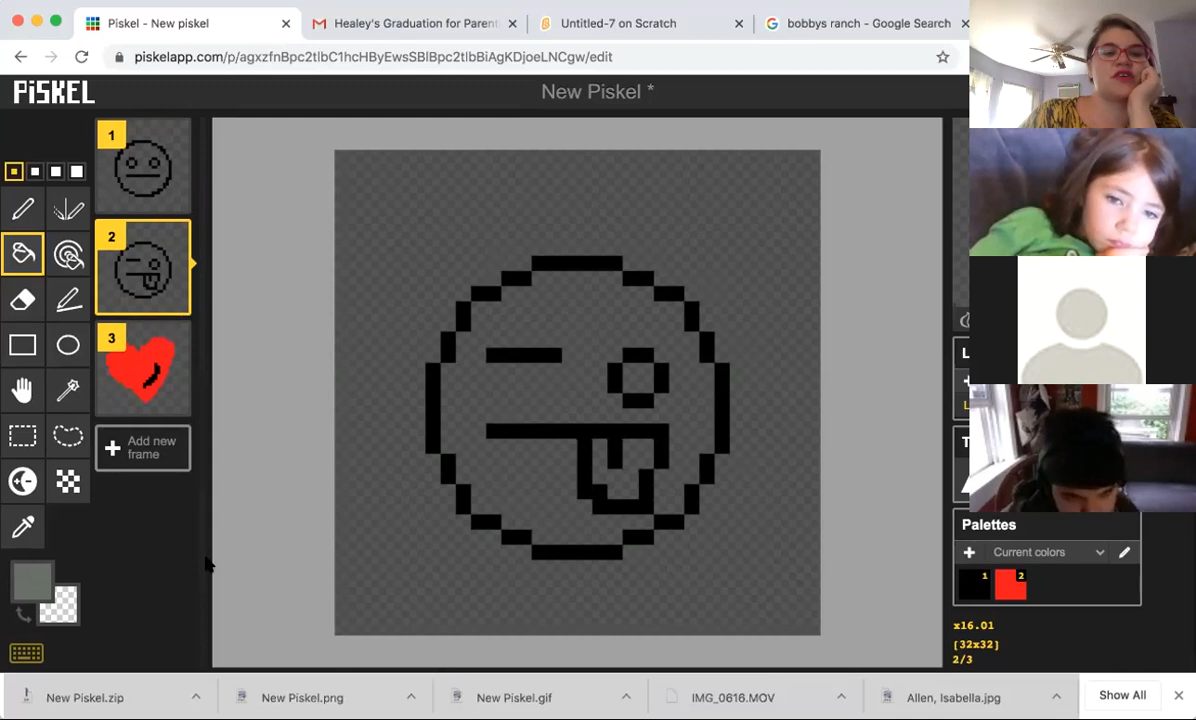 Piskel - New piskel
Healey's Graduation for Paren
Untitled-7 on Scratch
bobbys ranch - Google Search
piskelapp.com/p/agxzfnBpc2tlbC1hcHByEwsSBlBpc2tlbBiAgKDJoeLNCgw/edit
PiSKEL
New Piskel *
1
2
3
Add new
frame
L
T
Palettes
Current colors
1
2
x16.01
[32x32]
2/3
New Piskel.zip
New Piskel.png
New Piskel.gif
IMG_0616.MOV
Allen, Isabella.jpg
Show All